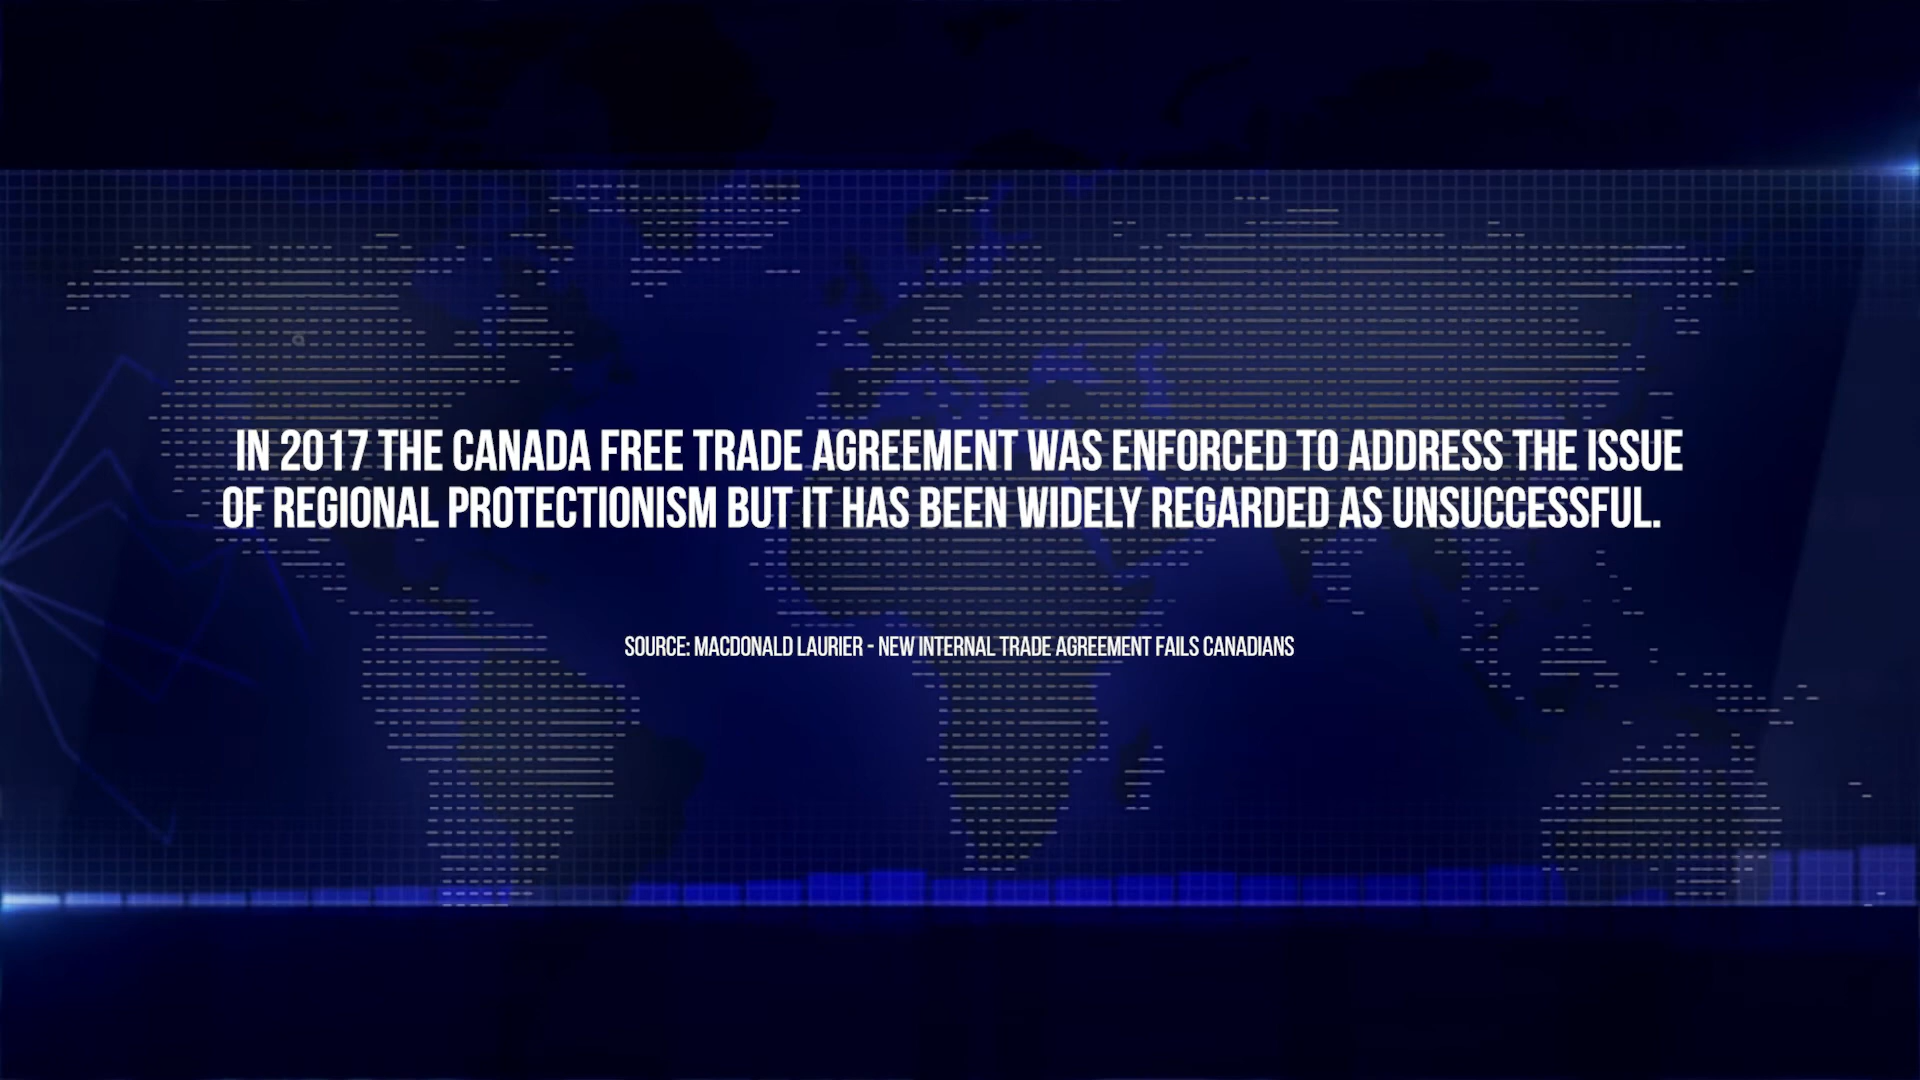 IN 2017 THE CANADA FREE TRADE AGREEMENT WAS ENFORCED TO ADDRESS THE ISSUE
OF REGIONAL PROTECTIONISM BUT IT HAS BEEN WIDELY REGARDED AS UNSUCCESSFUL.
SOURCE: MACDONALD LAURIER - NEW INTERNAL TRADE AGREEMENT FAILS CANADIANS